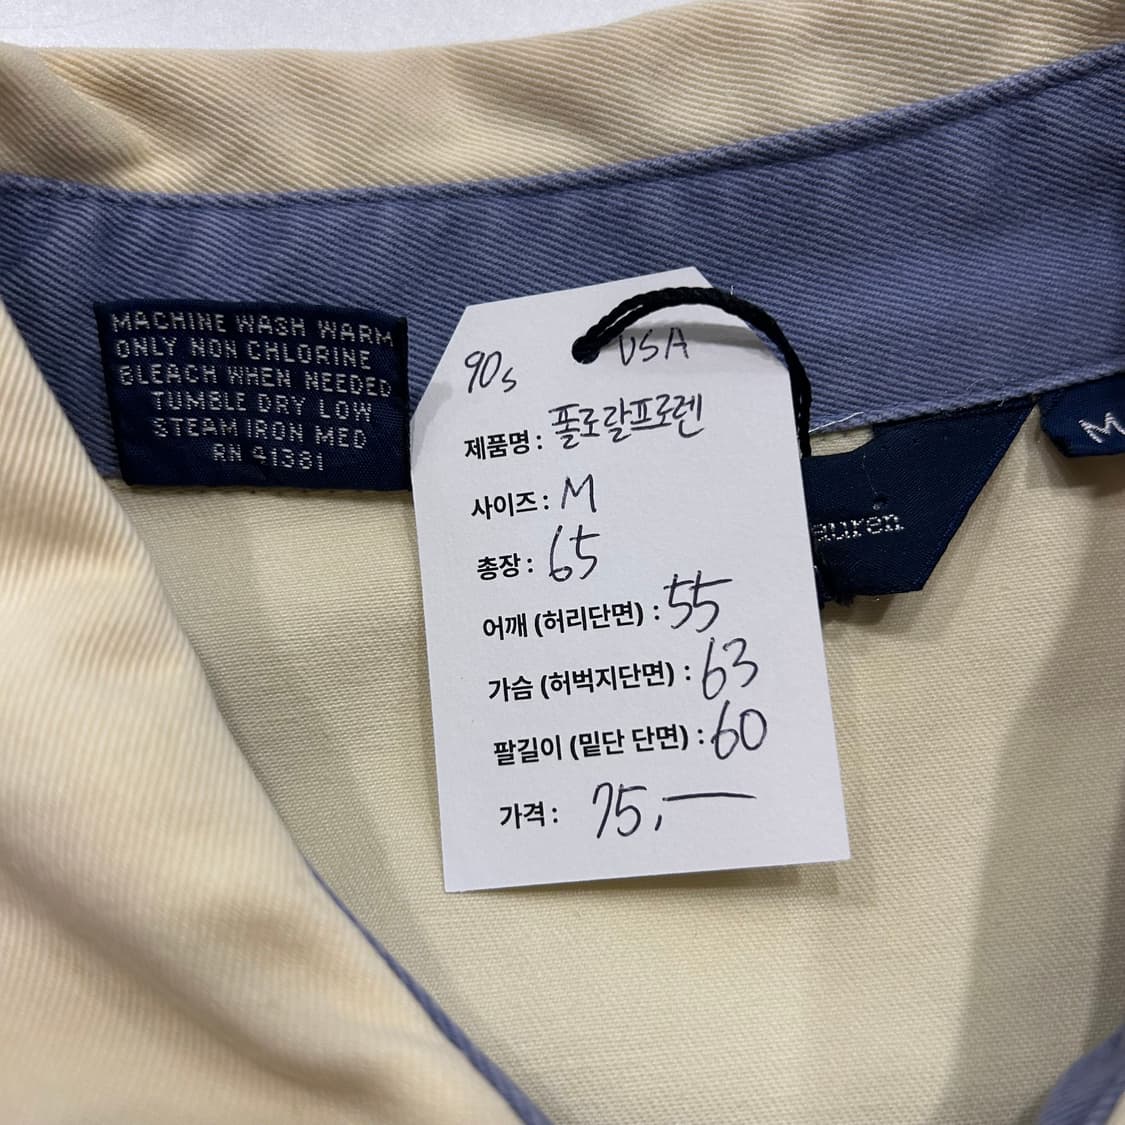 MACHINE WASH WARM
ONLY NON CHLORINE
BLEACH WHEN NEEDED
TUMBLE DRY LOW
STEAM IRON MED
RN 41381
90s USA
제품명 : 폴로랄프로렌
사이즈 : M
총장 : 65
어깨 (허리단면) : 55
가슴 (허벅지단면) : 63
팔길이 (밑단 단면) : 60
가격 : 75,—
auren
M